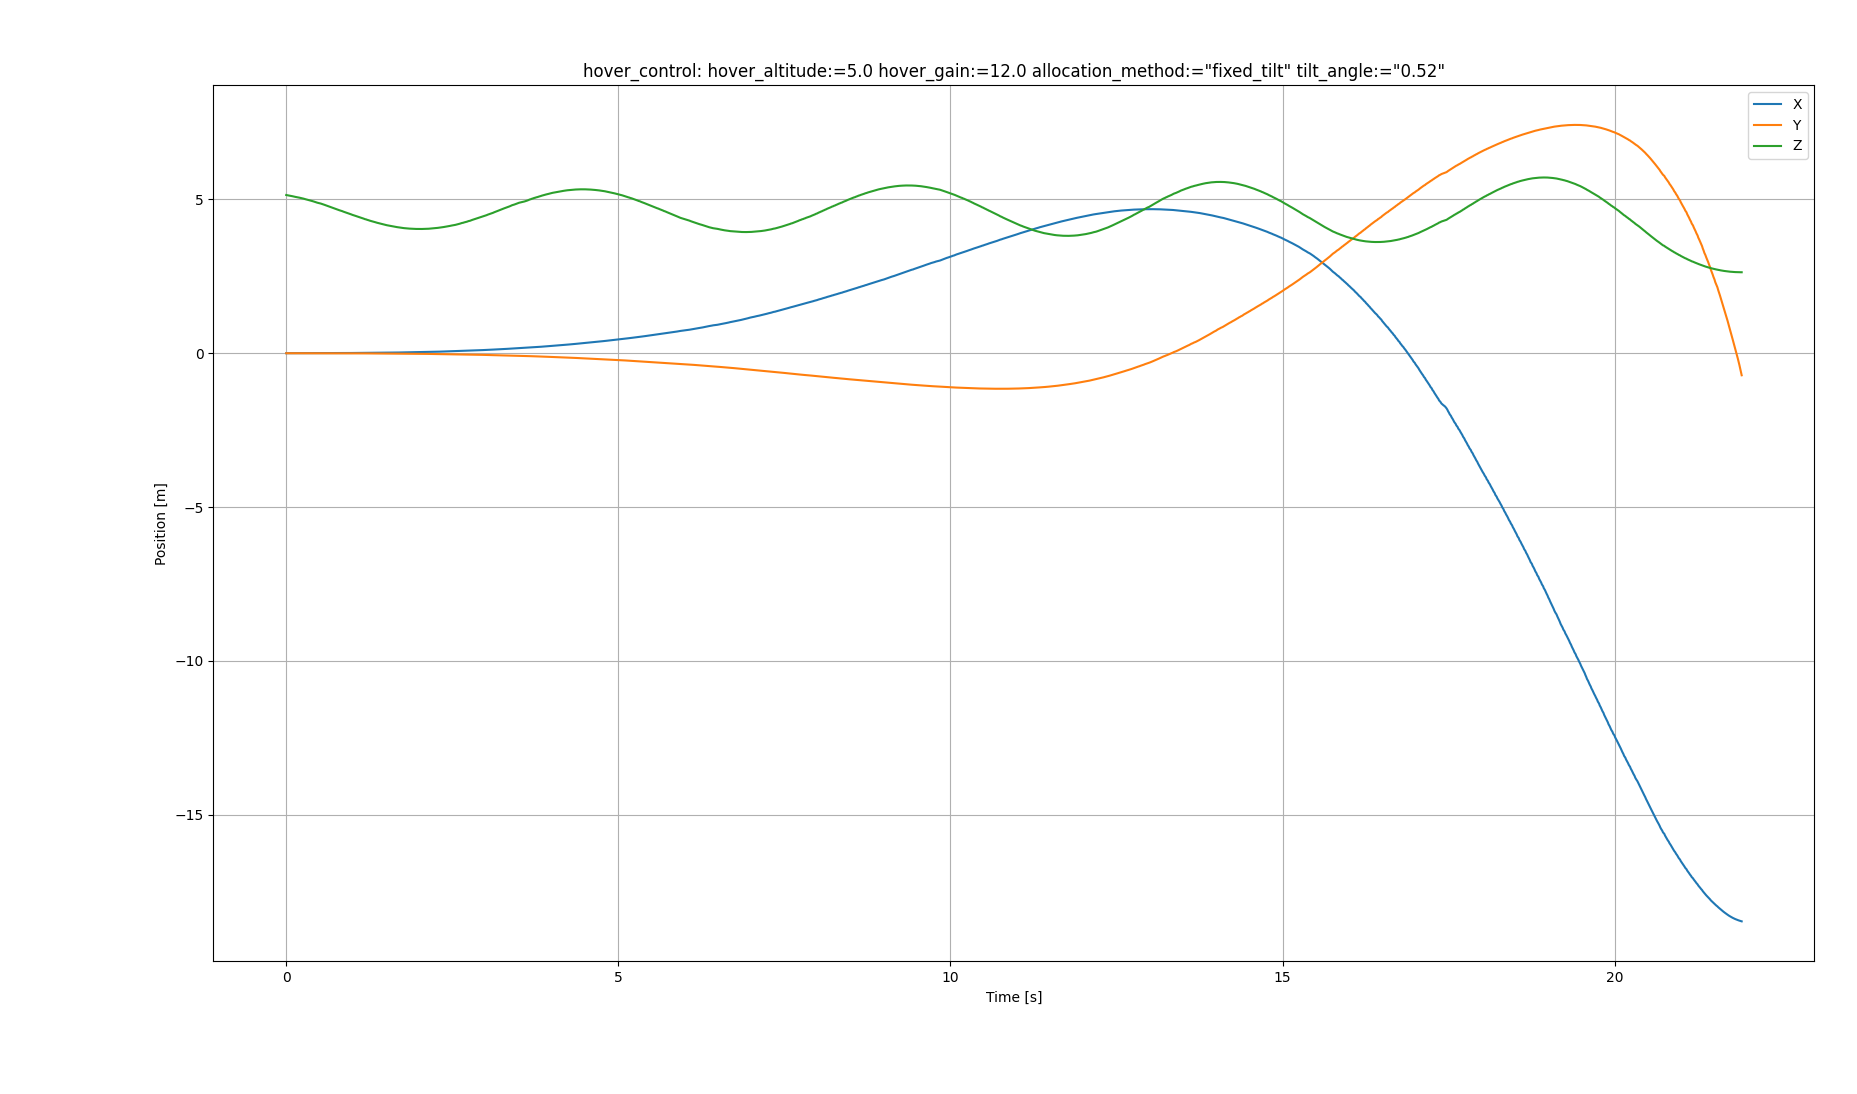 hover_control: hover_altitude:=5.0 hover_gain:=12.0 allocation_method:="fixed_tilt" tilt_angle:="0.52"
X
Y
Z
5
0
−5
−10
−15
Position [m]
0 5 10 15 20
Time [s]